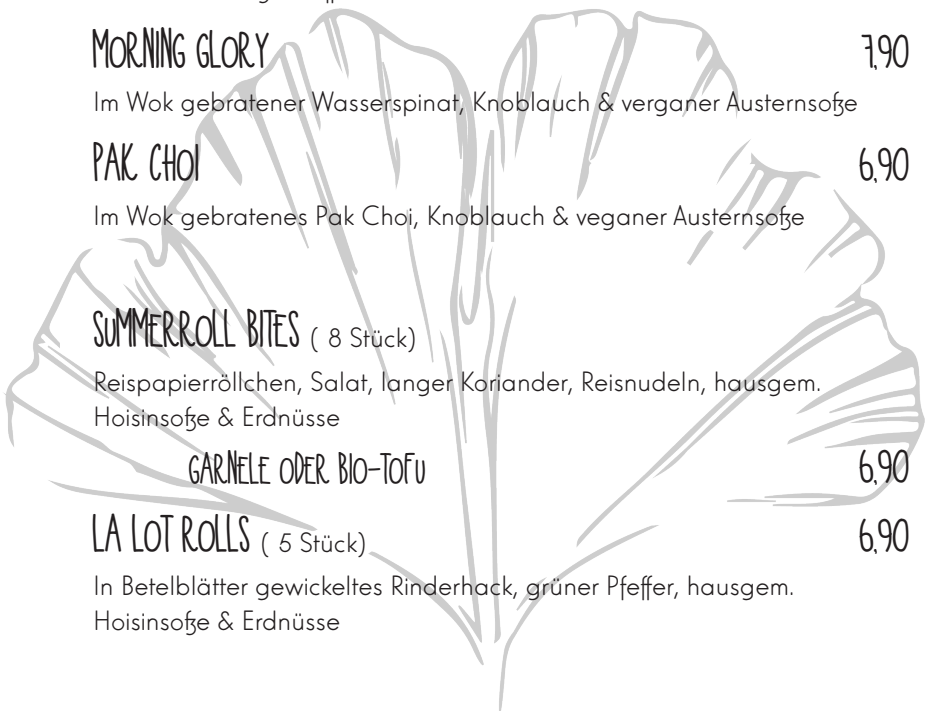 MORNING GLORY 7,90
Im Wok gebratener Wasserspinat, Knoblauch & verganer Austernsoße
PAK CHOI 6,90
Im Wok gebratenes Pak Choi, Knoblauch & veganer Austernsoße
SuMMERROLL BITES ( 8 Stück)
Reispapierröllchen, Salat, langer Koriander, Reisnudeln, hausgem.
Hoisinsoße & Erdnüsse
GARNELE ODER BIO-TOFU 6,90
LA LOT ROLLS ( 5 Stück) 6,90
In Betelblätter gewickeltes Rinderhack, grüner Pfeffer, hausgem.
Hoisinsoße & Erdnüsse